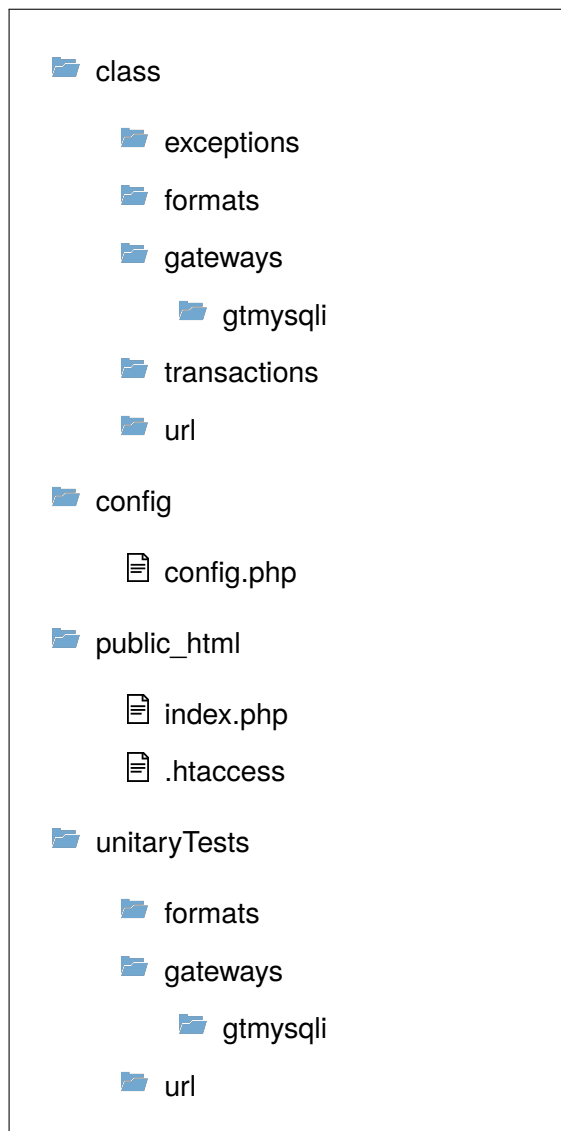 class
exceptions
formats
gateways
gtmysqli
transactions
url
config
config.php
public_html
index.php
.htaccess
unitaryTests
formats
gateways
gtmysqli
url